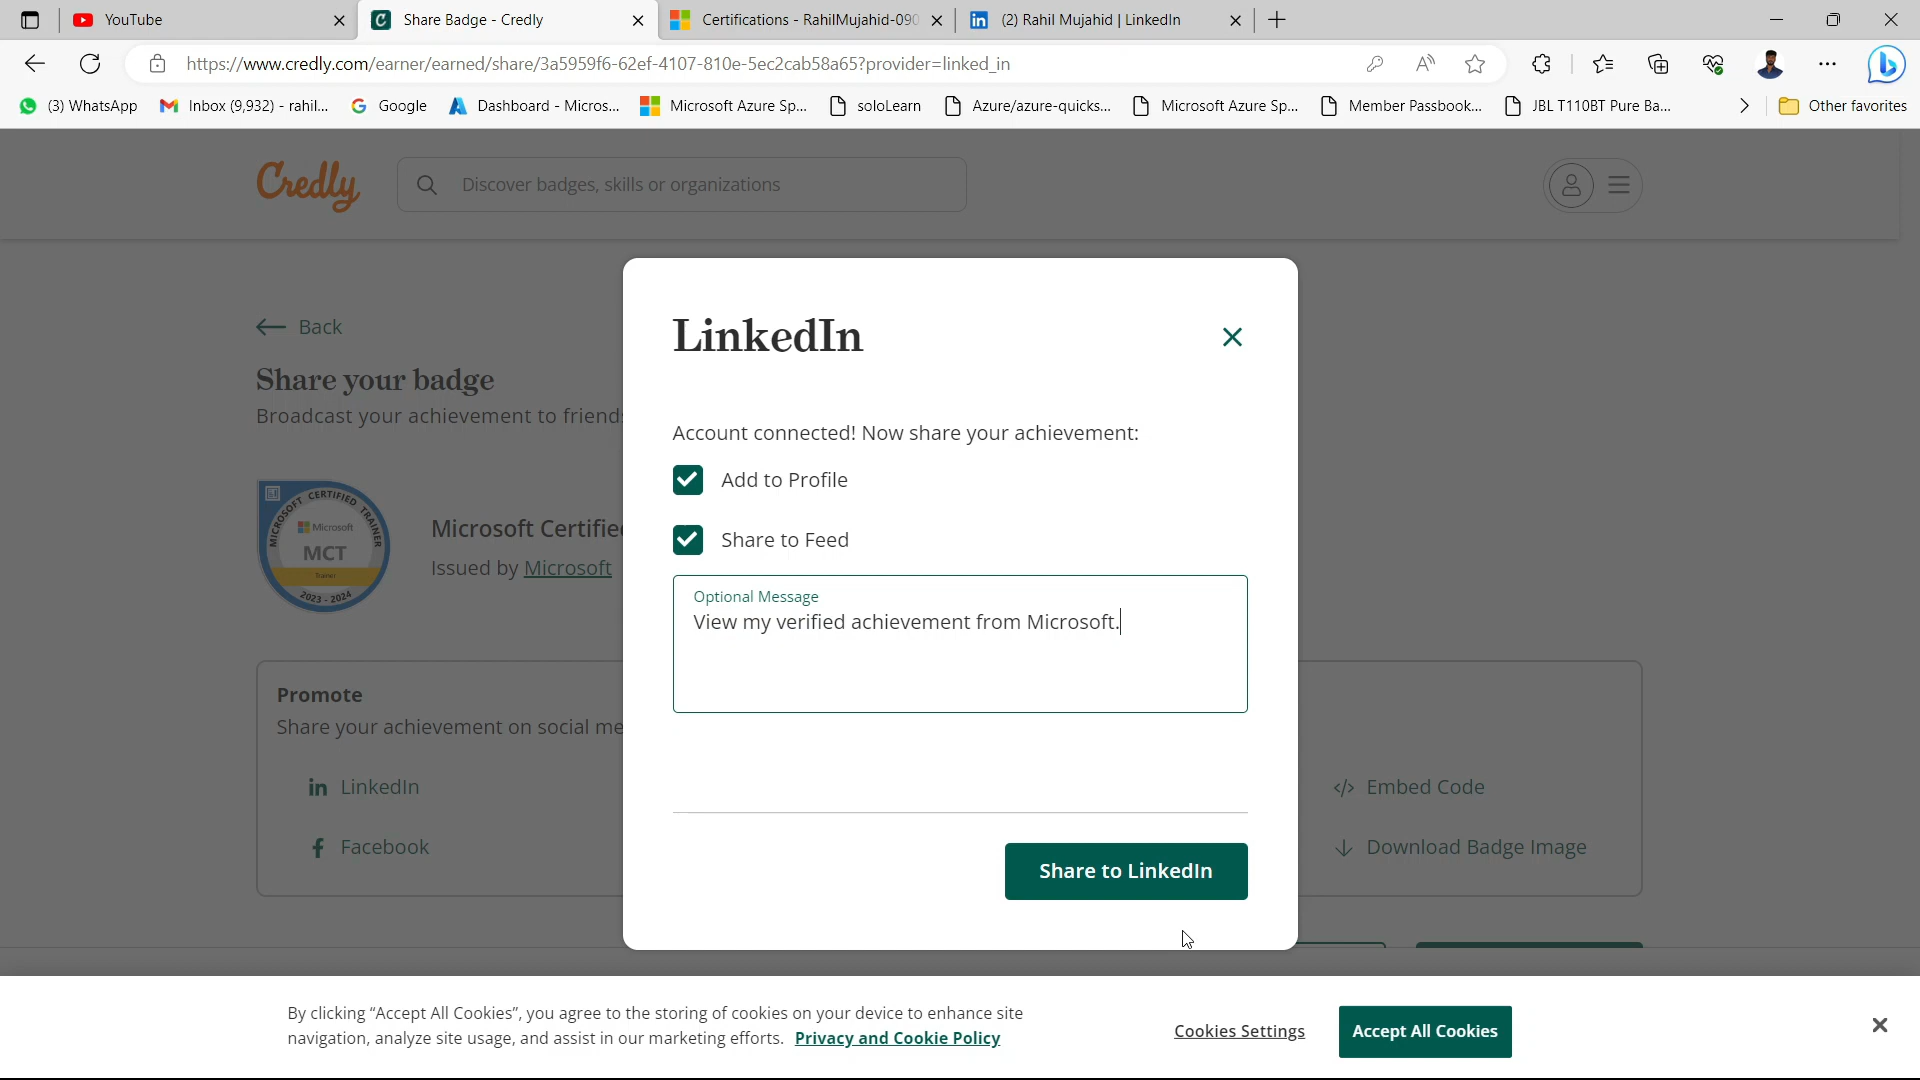 YouTube
Share Badge - Credly
Certifications - RahilMujahid-090
(2) Rahil Mujahid | LinkedIn
https://www.credly.com/earner/earned/share/3a5959f6-62ef-4107-810e-5ec2cab58a65?provider=linked_in
(3) WhatsApp
Inbox (9,932) - rahil...
Google
Dashboard - Micros...
Microsoft Azure Sp...
soloLearn
Azure/azure-quicks...
Microsoft Azure Sp...
Member Passbook...
JBL T110BT Pure Ba...
Other favorites
Credly
Discover badges, skills or organizations
Back
Share your badge
Broadcast your achievement to friends
MICROSOFT CERTIFIED TRAINER
Microsoft
MCT
Trainer
2023 - 2024
Microsoft Certified
Issued by Microsoft
Promote
Share your achievement on social me
LinkedIn
Facebook
</> Embed Code
Download Badge Image
LinkedIn
Account connected! Now share your achievement:
Add to Profile
Share to Feed
Optional Message
View my verified achievement from Microsoft.
Share to LinkedIn
By clicking “Accept All Cookies”, you agree to the storing of cookies on your device to enhance site
navigation, analyze site usage, and assist in our marketing efforts. Privacy and Cookie Policy
Cookies Settings
Accept All Cookies